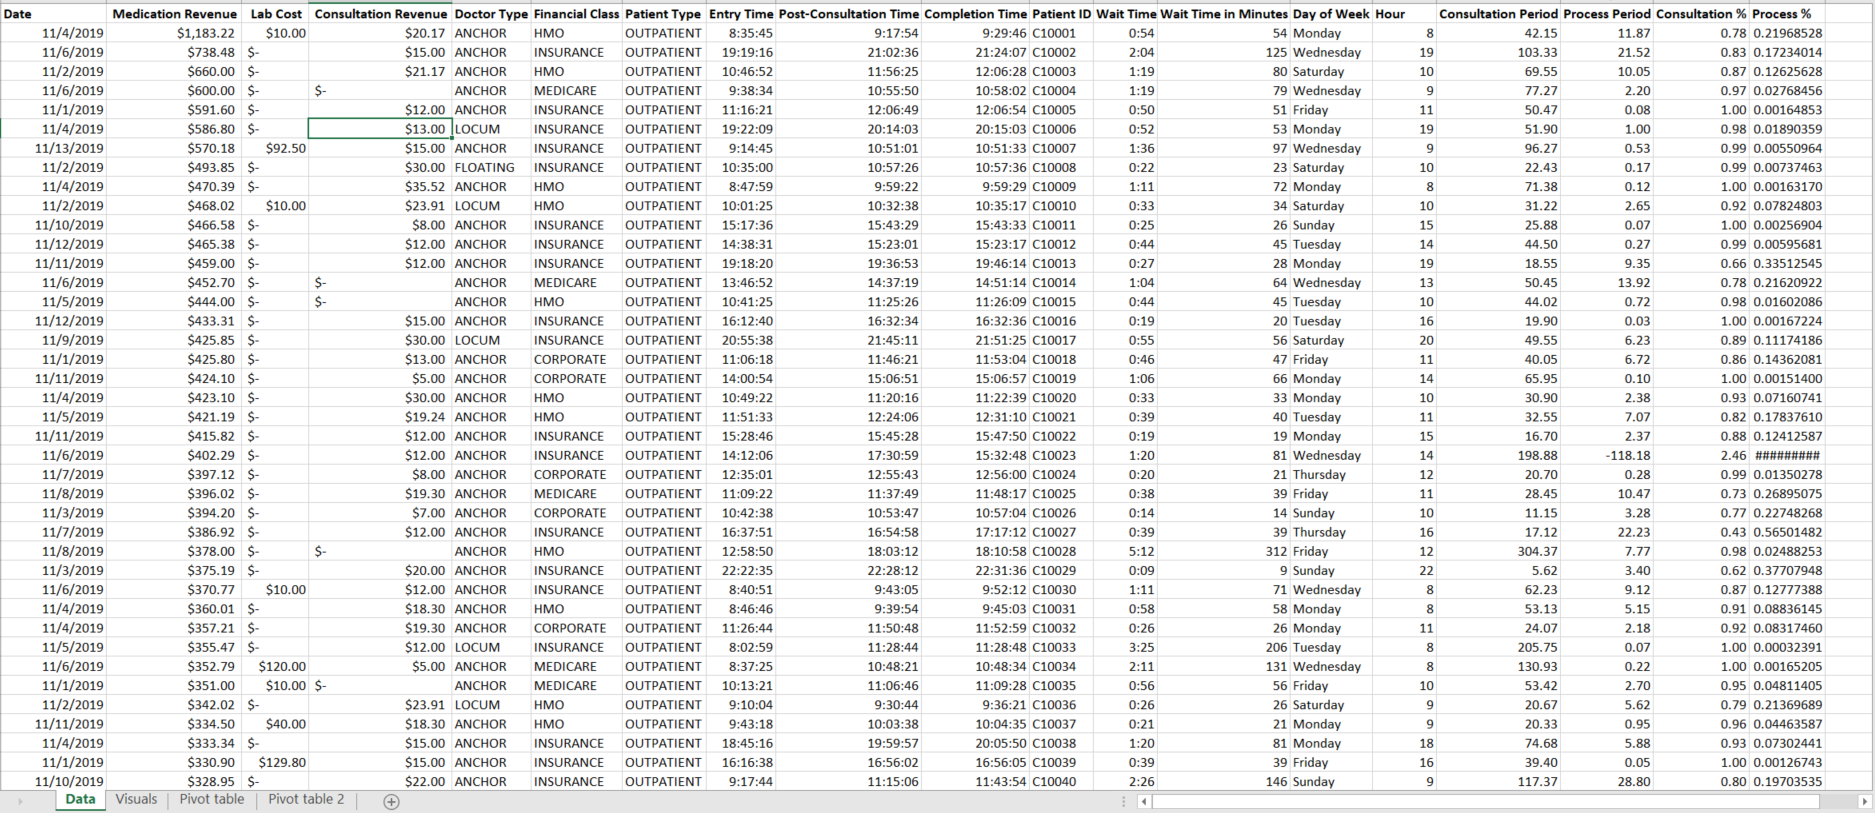 Date Medication Revenue Lab Cost Consultation Revenue Doctor Type Financial Class Patient Type Entry Time Post-Consultation Time Completion Time Patient ID Wait Time Wait Time in Minutes Day of Week Hour Consultation Period Process Period Consultation % Process %
11/4/2019 $1,183.22 $10.00 $20.17 ANCHOR HMO OUTPATIENT 8:35:45 9:17:54 9:29:46 C10001 0:54 54 Monday 8 42.15 11.87 0.78 0.21968528
11/6/2019 $738.48 $- $15.00 ANCHOR INSURANCE OUTPATIENT 19:19:16 21:02:36 21:24:07 C10002 2:04 125 Wednesday 19 103.33 21.52 0.83 0.17234014
11/2/2019 $660.00 $- $21.17 ANCHOR HMO OUTPATIENT 10:46:52 11:56:25 12:06:28 C10003 1:19 80 Saturday 10 69.55 10.05 0.87 0.12625628
11/6/2019 $600.00 $- $- ANCHOR MEDICARE OUTPATIENT 9:38:34 10:55:50 10:58:02 C10004 1:19 79 Wednesday 9 77.27 2.20 0.97 0.02768456
11/1/2019 $591.60 $- $12.00 ANCHOR INSURANCE OUTPATIENT 11:16:21 12:06:49 12:06:54 C10005 0:50 51 Friday 11 50.47 0.08 1.00 0.00164853
11/4/2019 $586.80 $- $13.00 LOCUM INSURANCE OUTPATIENT 19:22:09 20:14:03 20:15:03 C10006 0:52 53 Monday 19 51.90 1.00 0.98 0.01890359
11/13/2019 $570.18 $92.50 $15.00 ANCHOR INSURANCE OUTPATIENT 9:14:45 10:51:01 10:51:33 C10007 1:36 97 Wednesday 9 96.27 0.53 0.99 0.00550964
11/2/2019 $493.85 $- $30.00 FLOATING INSURANCE OUTPATIENT 10:35:00 10:57:26 10:57:36 C10008 0:22 23 Saturday 10 22.43 0.17 0.99 0.00737463
11/4/2019 $470.39 $- $35.52 ANCHOR HMO OUTPATIENT 8:47:59 9:59:22 9:59:29 C10009 1:11 72 Monday 8 71.38 0.12 1.00 0.00163170
11/2/2019 $468.02 $10.00 $23.91 LOCUM HMO OUTPATIENT 10:01:25 10:32:38 10:35:17 C10010 0:33 34 Saturday 10 31.22 2.65 0.92 0.07824803
11/10/2019 $466.58 $- $8.00 ANCHOR INSURANCE OUTPATIENT 15:17:36 15:43:29 15:43:33 C10011 0:25 26 Sunday 15 25.88 0.07 1.00 0.00256904
11/12/2019 $465.38 $- $12.00 ANCHOR INSURANCE OUTPATIENT 14:38:31 15:23:01 15:23:17 C10012 0:44 45 Tuesday 14 44.50 0.27 0.99 0.00595681
11/11/2019 $459.00 $- $12.00 ANCHOR INSURANCE OUTPATIENT 19:18:20 19:36:53 19:46:14 C10013 0:27 28 Monday 19 18.55 9.35 0.66 0.33512545
11/6/2019 $452.70 $- $- ANCHOR MEDICARE OUTPATIENT 13:46:52 14:37:19 14:51:14 C10014 1:04 64 Wednesday 13 50.45 13.92 0.78 0.21620922
11/5/2019 $444.00 $- $- ANCHOR HMO OUTPATIENT 10:41:25 11:25:26 11:26:09 C10015 0:44 45 Tuesday 10 44.02 0.72 0.98 0.01602086
11/12/2019 $433.31 $- $15.00 ANCHOR INSURANCE OUTPATIENT 16:12:40 16:32:34 16:32:36 C10016 0:19 20 Tuesday 16 19.90 0.03 1.00 0.00167224
11/9/2019 $425.85 $- $30.00 LOCUM INSURANCE OUTPATIENT 20:55:38 21:45:11 21:51:25 C10017 0:55 56 Saturday 20 49.55 6.23 0.89 0.11174186
11/1/2019 $425.80 $- $13.00 ANCHOR CORPORATE OUTPATIENT 11:06:18 11:46:21 11:53:04 C10018 0:46 47 Friday 11 40.05 6.72 0.86 0.14362081
11/11/2019 $424.10 $- $5.00 ANCHOR CORPORATE OUTPATIENT 14:00:54 15:06:51 15:06:57 C10019 1:06 66 Monday 14 65.95 0.10 1.00 0.00151400
11/4/2019 $423.10 $- $30.00 ANCHOR HMO OUTPATIENT 10:49:22 11:20:16 11:22:39 C10020 0:33 33 Monday 10 30.90 2.38 0.93 0.07160741
11/5/2019 $421.19 $- $19.24 ANCHOR HMO OUTPATIENT 11:51:33 12:24:06 12:31:10 C10021 0:39 40 Tuesday 11 32.55 7.07 0.82 0.17837610
11/11/2019 $415.82 $- $12.00 ANCHOR INSURANCE OUTPATIENT 15:28:46 15:45:28 15:47:50 C10022 0:19 19 Monday 15 16.70 2.37 0.88 0.12412587
11/6/2019 $402.29 $- $12.00 ANCHOR INSURANCE OUTPATIENT 14:12:06 17:30:59 15:32:48 C10023 1:20 81 Wednesday 14 198.88 -118.18 2.46 #########
11/7/2019 $397.12 $- $8.00 ANCHOR CORPORATE OUTPATIENT 12:35:01 12:55:43 12:56:00 C10024 0:20 21 Thursday 12 20.70 0.28 0.99 0.01350278
11/8/2019 $396.02 $- $19.30 ANCHOR MEDICARE OUTPATIENT 11:09:22 11:37:49 11:48:17 C10025 0:38 39 Friday 11 28.45 10.47 0.73 0.26895075
11/3/2019 $394.20 $- $7.00 ANCHOR CORPORATE OUTPATIENT 10:42:38 10:53:47 10:57:04 C10026 0:14 14 Sunday 10 11.15 3.28 0.77 0.22748268
11/7/2019 $386.92 $- $12.00 ANCHOR INSURANCE OUTPATIENT 16:37:51 16:54:58 17:17:12 C10027 0:39 39 Thursday 16 17.12 22.23 0.43 0.56501482
11/8/2019 $378.00 $- $- ANCHOR HMO OUTPATIENT 12:58:50 18:03:12 18:10:58 C10028 5:12 312 Friday 12 304.37 7.77 0.98 0.02488253
11/3/2019 $375.19 $- $20.00 ANCHOR INSURANCE OUTPATIENT 22:22:35 22:28:12 22:31:36 C10029 0:09 9 Sunday 22 5.62 3.40 0.62 0.37707948
11/6/2019 $370.77 $10.00 $12.00 ANCHOR INSURANCE OUTPATIENT 8:40:51 9:43:05 9:52:12 C10030 1:11 71 Wednesday 8 62.23 9.12 0.87 0.12777388
11/4/2019 $360.01 $- $18.30 ANCHOR HMO OUTPATIENT 8:46:46 9:39:54 9:45:03 C10031 0:58 58 Monday 8 53.13 5.15 0.91 0.08836145
11/4/2019 $357.21 $- $19.30 ANCHOR CORPORATE OUTPATIENT 11:26:44 11:50:48 11:52:59 C10032 0:26 26 Monday 11 24.07 2.18 0.92 0.08317460
11/5/2019 $355.47 $- $12.00 LOCUM INSURANCE OUTPATIENT 8:02:59 11:28:44 11:28:48 C10033 3:25 206 Tuesday 8 205.75 0.07 1.00 0.00032391
11/6/2019 $352.79 $120.00 $5.00 ANCHOR MEDICARE OUTPATIENT 8:37:25 10:48:21 10:48:34 C10034 2:11 131 Wednesday 8 130.93 0.22 1.00 0.00165205
11/1/2019 $351.00 $10.00 $- ANCHOR MEDICARE OUTPATIENT 10:13:21 11:06:46 11:09:28 C10035 0:56 56 Friday 10 53.42 2.70 0.95 0.04811405
11/2/2019 $342.02 $- $23.91 LOCUM HMO OUTPATIENT 9:10:04 9:30:44 9:36:21 C10036 0:26 26 Saturday 9 20.67 5.62 0.79 0.21369689
11/11/2019 $334.50 $40.00 $18.30 ANCHOR HMO OUTPATIENT 9:43:18 10:03:38 10:04:35 C10037 0:21 21 Monday 9 20.33 0.95 0.96 0.04463587
11/4/2019 $333.34 $- $15.00 ANCHOR INSURANCE OUTPATIENT 18:45:16 19:59:57 20:05:50 C10038 1:20 81 Monday 18 74.68 5.88 0.93 0.07302441
11/1/2019 $330.90 $129.80 $15.00 ANCHOR INSURANCE OUTPATIENT 16:16:38 16:56:02 16:56:05 C10039 0:39 39 Friday 16 39.40 0.05 1.00 0.00126743
11/10/2019 $328.95 $- $22.00 ANCHOR INSURANCE OUTPATIENT 9:17:44 11:15:06 11:43:54 C10040 2:26 146 Sunday 9 117.37 28.80 0.80 0.19703535
Data Visuals Pivot table Pivot table 2